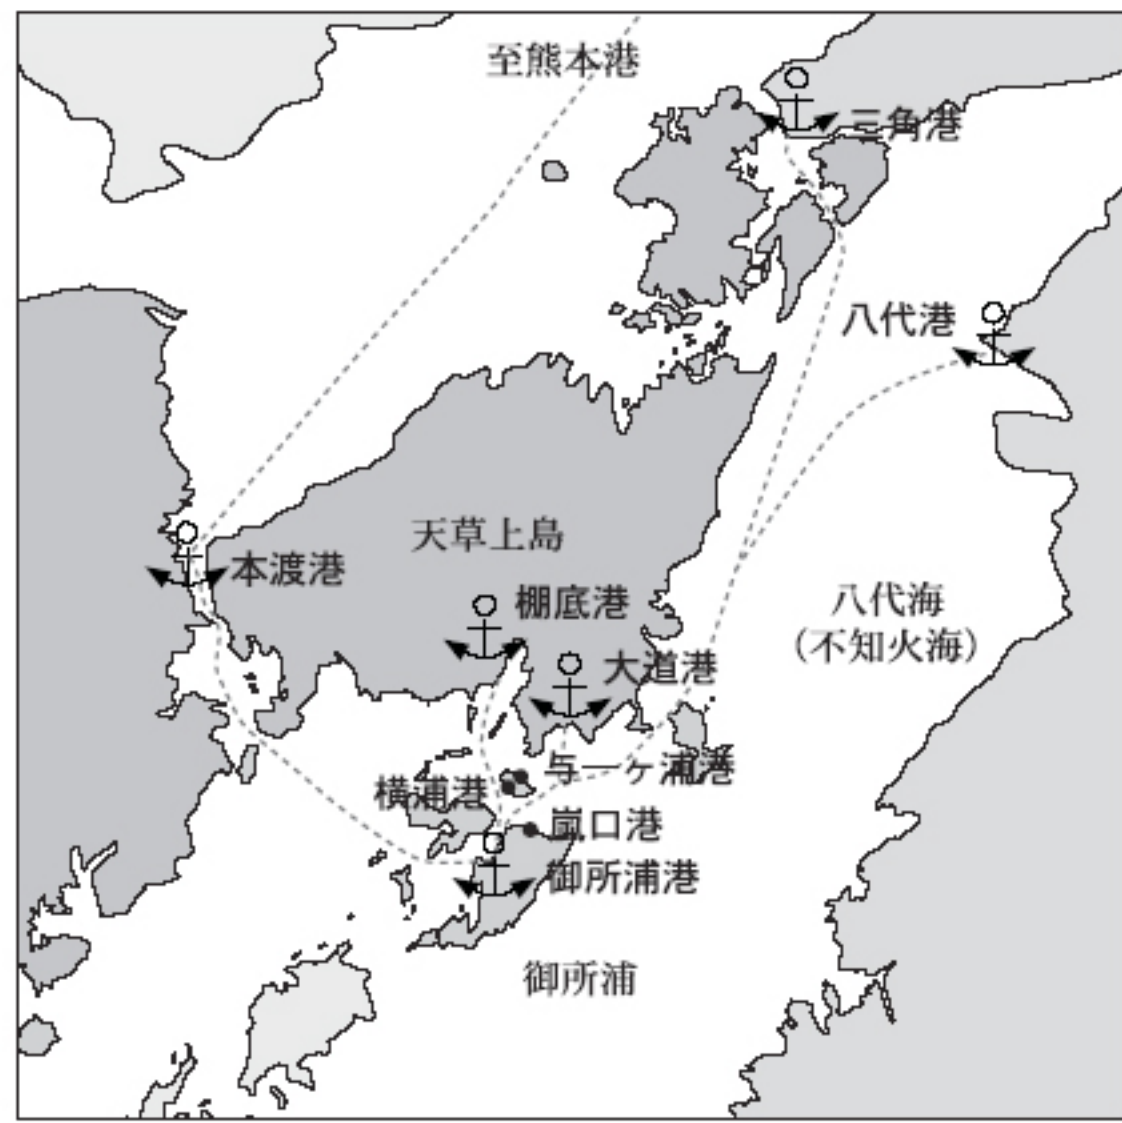 至熊本港
三角港
八代港
天草上島
本渡港
棚底港
八代海
（不知火海）
大道港
与一ヶ浦港
横浦港
嵐口港
御所浦港
御所浦